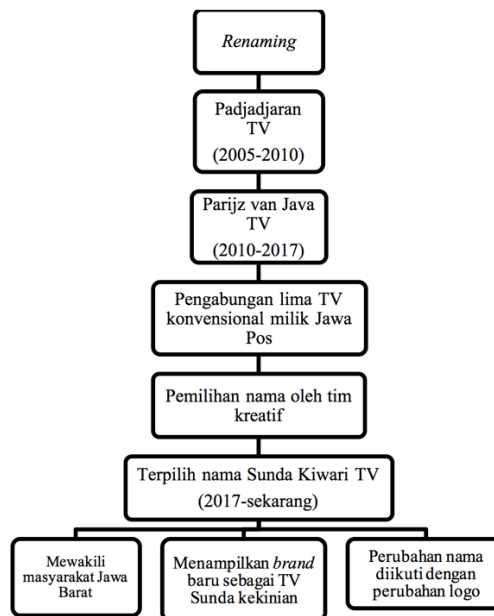 Renaming
Padjadjaran
TV
(2005-2010)
Parijz van Java
TV
(2010-2017)
Pengabungan lima TV
konvensional milik Jawa
Pos
Pemilihan nama oleh tim
kreatif
Terpilih nama Sunda Kiwari TV
(2017-sekarang)
Mewakili
masyarakat Jawa
Barat
Menampilkan brand
baru sebagai TV
Sunda kekinian
Perubahan nama
diikuti dengan
perubahan logo